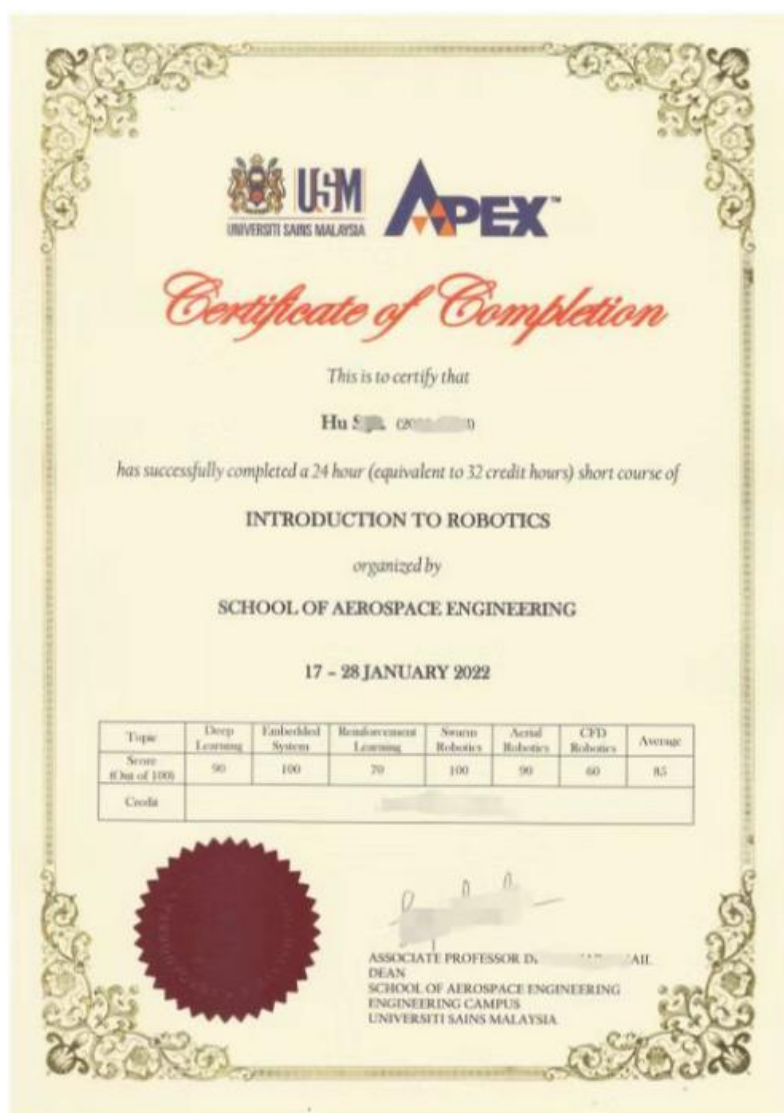 USM
UNIVERSITI SAINS MALAYSIA
APEX™
Certificate of Completion
This is to certify that
Hu
has successfully completed a 24 hour (equivalent to 32 credit hours) short course of
INTRODUCTION TO ROBOTICS
organized by
SCHOOL OF AEROSPACE ENGINEERING
17 – 28 JANUARY 2022
Topic Deep Learning Embedded System Reinforcement Learning Swarm Robotics Aerial Robotics CFD Robotics Average
Score (Out of 100) 90 100 70 100 90 60 85
Credit
ASSOCIATE PROFESSOR
DEAN
SCHOOL OF AEROSPACE ENGINEERING
ENGINEERING CAMPUS
UNIVERSITI SAINS MALAYSIA